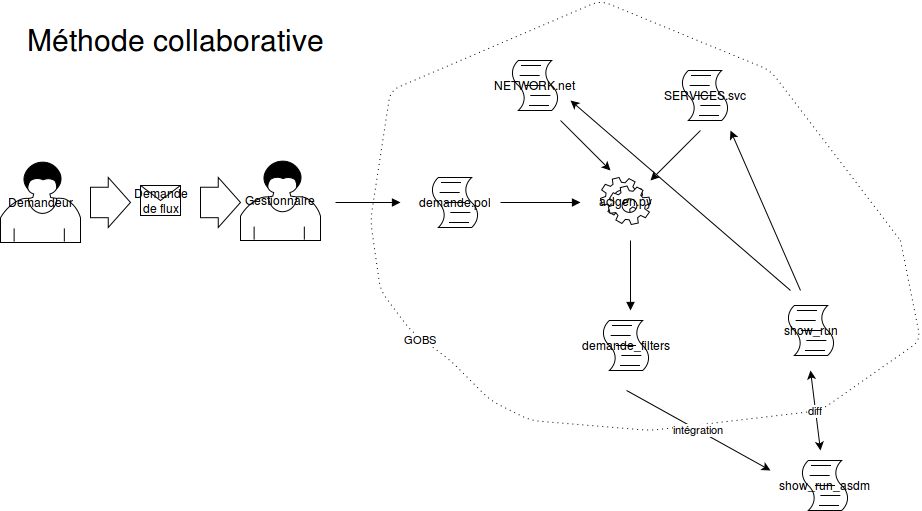 Méthode collaborative
NETWORK.net
SERVICES.svc
Demandeur
Demande
de flux
Gestionnaire
demande.pol
aclgen.py
GOBS
demande_filters
show_run
diff
intégration
show_run_asdm